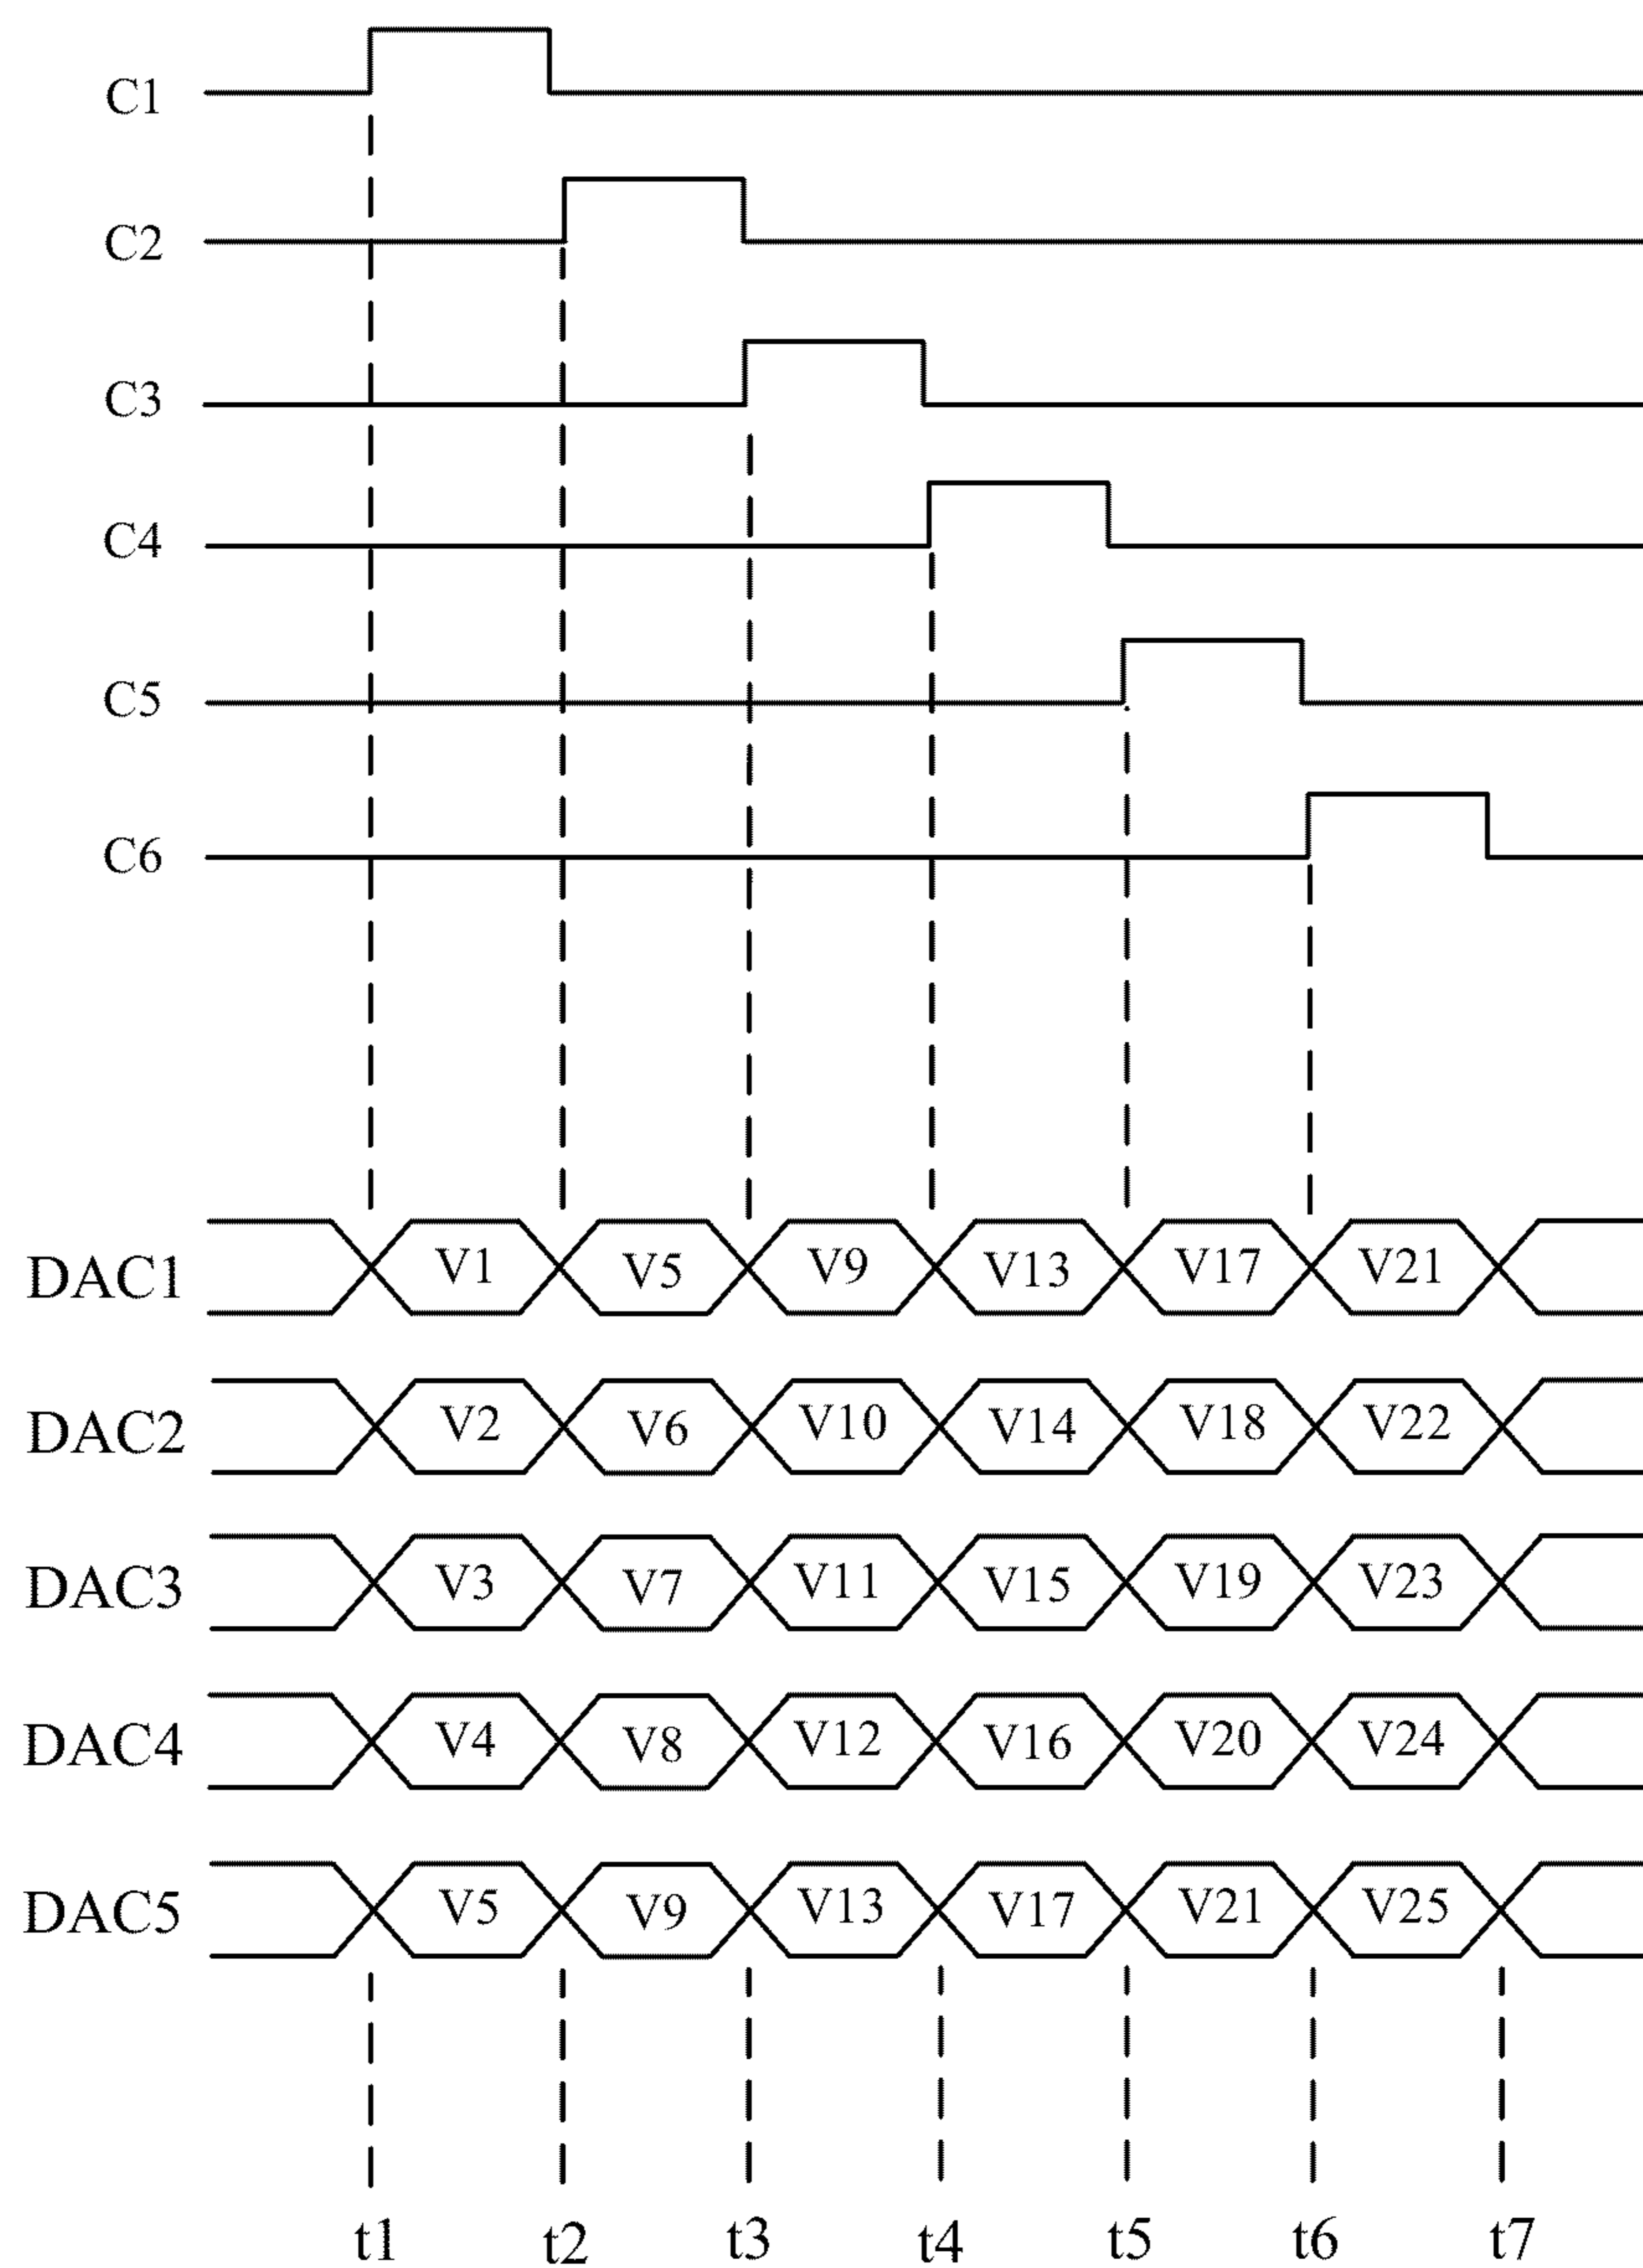 C1
C2
C3
C4
C5
C6
DAC1 V1 V5 V9 V13 V17 V21
DAC2 V2 V6 V10 V14 V18 V22
DAC3 V3 V7 V11 V15 V19 V23
DAC4 V4 V8 V12 V16 V20 V24
DAC5 V5 V9 V13 V17 V21 V25
t1 t2 t3 t4 t5 t6 t7